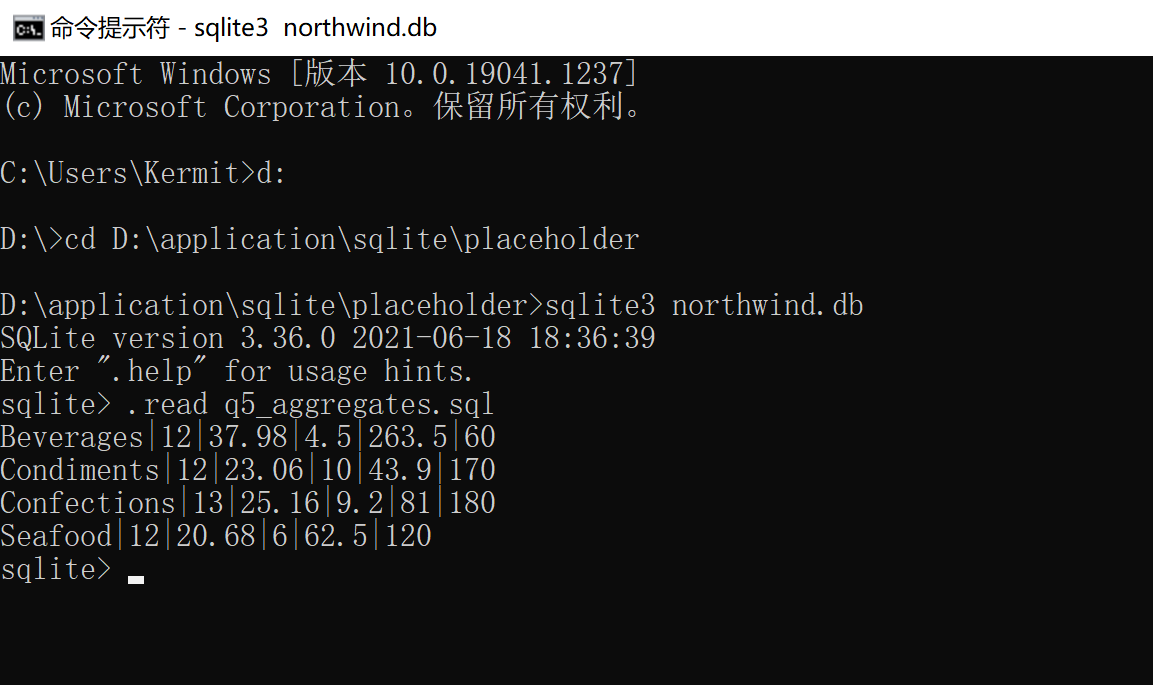 命令提示符 - sqlite3  northwind.db
Microsoft Windows [版本 10.0.19041.1237]
(c) Microsoft Corporation。保留所有权利。
C:\Users\Kermit>d:
D:\>cd D:\application\sqlite\placeholder
D:\application\sqlite\placeholder>sqlite3 northwind.db
SQLite version 3.36.0 2021-06-18 18:36:39
Enter ".help" for usage hints.
sqlite> .read q5_aggregates.sql
Beverages|12|37.98|4.5|263.5|60
Condiments|12|23.06|10|43.9|170
Confections|13|25.16|9.2|81|180
Seafood|12|20.68|6|62.5|120
sqlite>